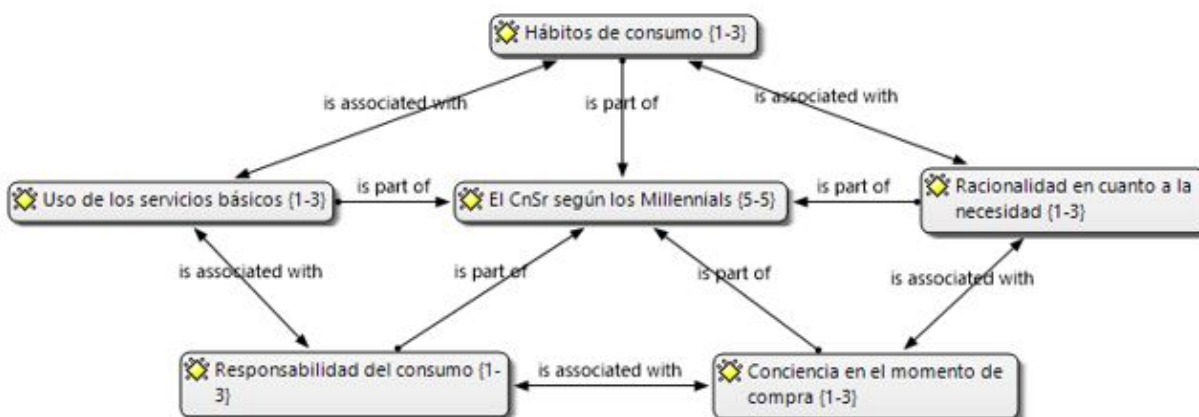 Hábitos de consumo {1-3}
is associated with
is part of
is associated with
Uso de los servicios básicos {1-3}
is part of
El CnSr según los Millennials {5-5}
is part of
Racionalidad en cuanto a la
necesidad {1-3}
is associated with
is part of
is part of
is associated with
Responsabilidad del consumo {1-
3}
is associated with
Conciencia en el momento de
compra {1-3}